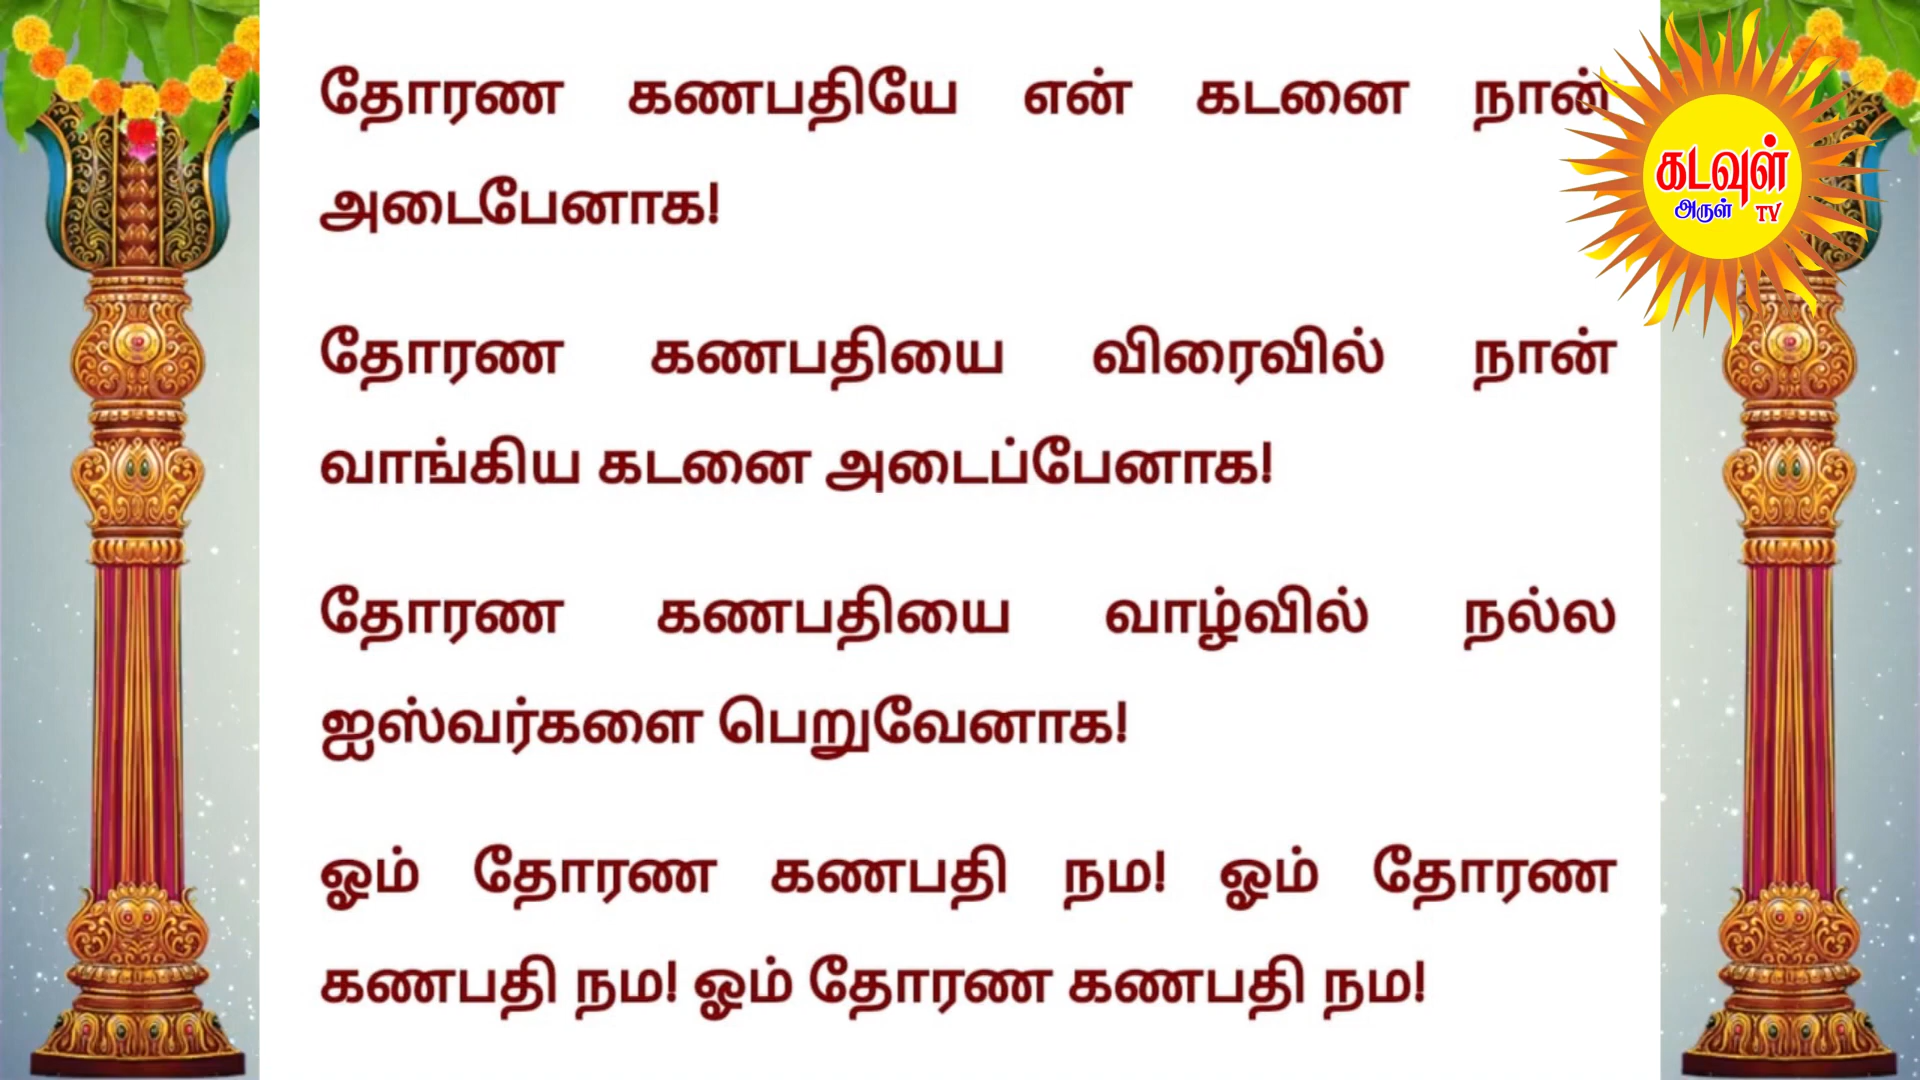 தோரண கணபதியே என் கடனை நான்
அடைபேனாக!
தோரண கணபதியை விரைவில் நான்
வாங்கிய கடனை அடைப்பேனாக!
தோரண கணபதியை வாழ்வில் நல்ல
ஐஸ்வர்களை பெறுவேனாக!
ஓம் தோரண கணபதி நம! ஓம் தோரண
கணபதி நம! ஓம் தோரண கணபதி நம!
கடவுள்
அருள் TV